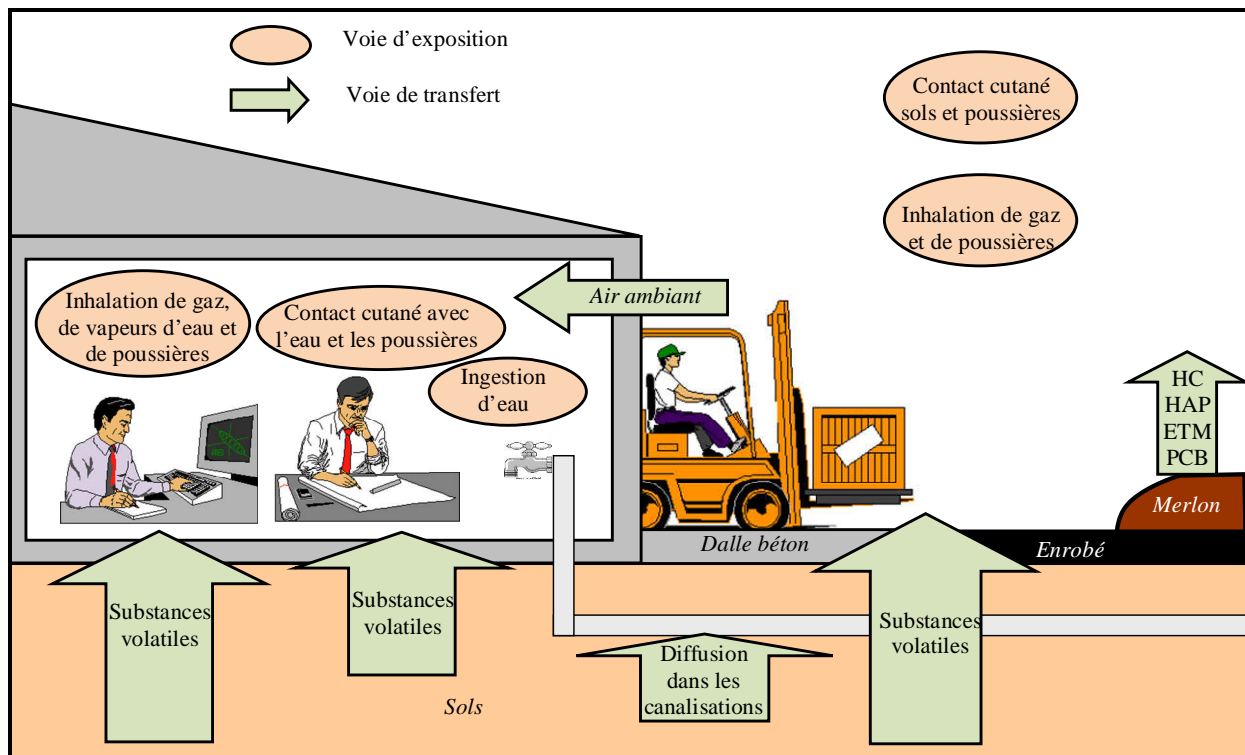 Voie d'exposition
Voie de transfert
Contact cutané
sols et poussières
Inhalation de gaz
et de poussières
Air ambiant
Inhalation de gaz,
de vapeurs d'eau et
de poussières
Contact cutané avec
l'eau et les poussières
Ingestion
d'eau
HC
HAP
ETM
PCB
Merlon
Dalle béton
Enrobé
Substances
volatiles
Substances
volatiles
Substances
volatiles
Diffusion
dans les
canalisations
Sols